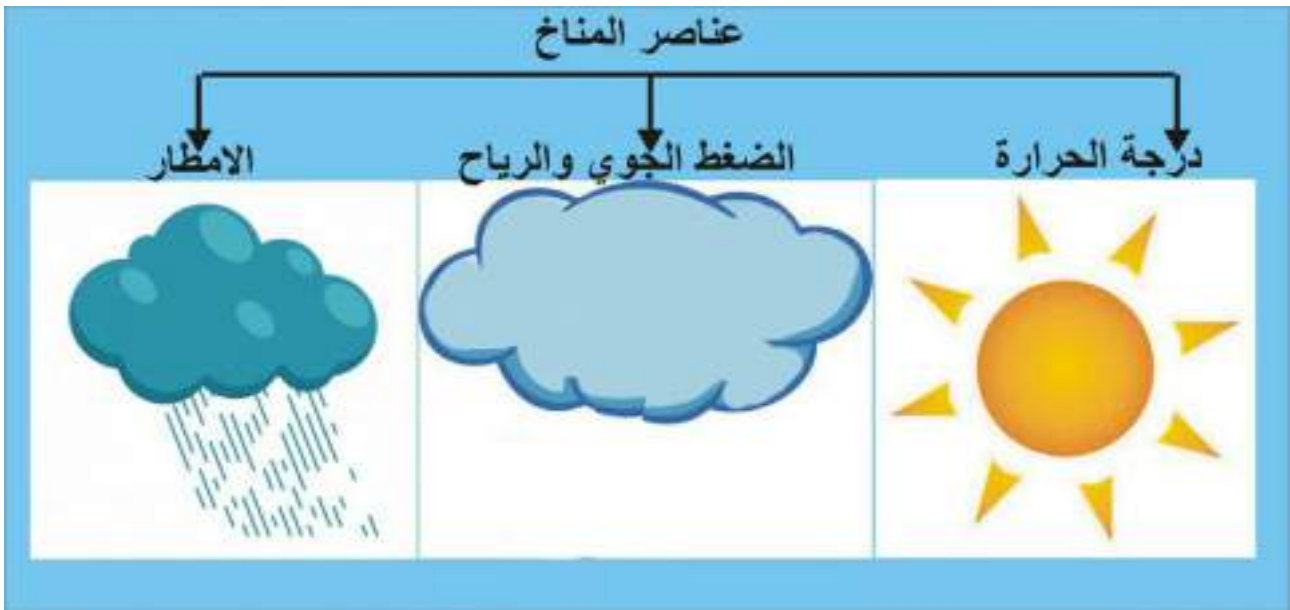 عناصر المناخ
درجة الحرارة
الضغط الجوي والرياح
الامطار